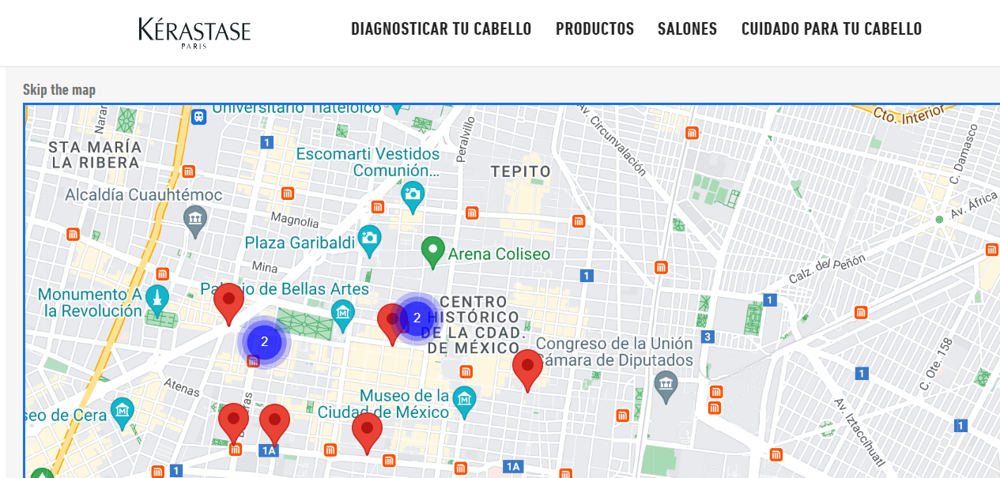 KÉRASTASE
PARIS
DIAGNOSTICAR TU CABELLO
PRODUCTOS
SALONES
CUIDADO PARA TU CABELLO
Skip the map
Universitario Tlatelolco
Cto. Interior
Av. Circunvalación
Peralvillo
Naran
1
STA MARÍA
LA RIBERA
Escomarti Vestidos
Comunión...
TEPITO
C. Damasco
Alcaldía Cuauhtémoc
Av. África
Magnolia
Plaza Garibaldi
Arena Coliseo
Mina
Calz. del Peñón
1
Monumento A
la Revolución
Palacio de Bellas Artes
1
CENTRO
HISTÓRICO
DE LA CDAD.
DE MÉXICO
2
2
3
Congreso de la Unión
Cámara de Diputados
C. Ote. 158
1
Atenas
Museo de la
Ciudad de México
seo de Cera
Av. Iztaccíhuatl
1
1A
1A
1